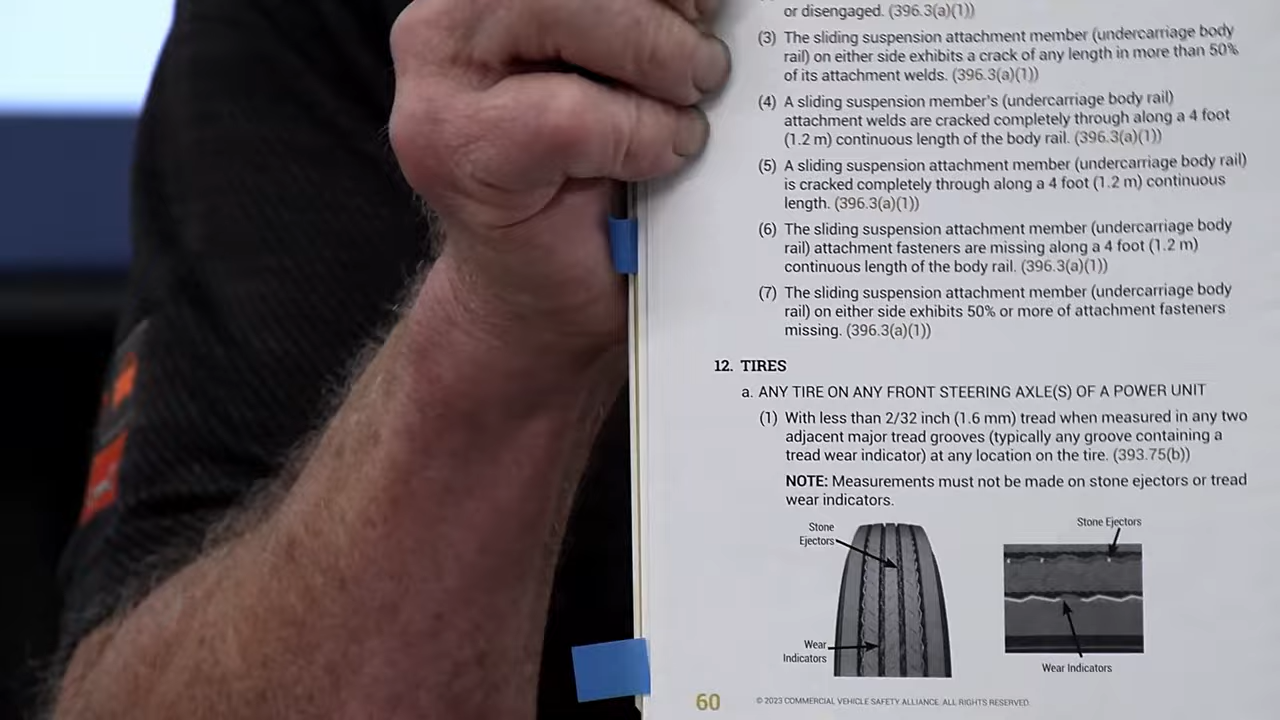 or disengaged. (396.3(a)(1))
(3) The sliding suspension attachment member (undercarriage body
rail) on either side exhibits a crack of any length in more than 50%
of its attachment welds. (396.3(a)(1))
(4) A sliding suspension member's (undercarriage body rail)
attachment welds are cracked completely through along a 4 foot
(1.2 m) continuous length of the body rail. (396.3(a)(1))
(5) A sliding suspension attachment member (undercarriage body rail)
is cracked completely through along a 4 foot (1.2 m) continuous
length. (396.3(a)(1))
(6) The sliding suspension attachment member (undercarriage body
rail) attachment fasteners are missing along a 4 foot (1.2 m)
continuous length of the body rail. (396.3(a)(1))
(7) The sliding suspension attachment member (undercarriage body
rail) on either side exhibits 50% or more of attachment fasteners
missing. (396.3(a)(1))
12. TIRES
a. ANY TIRE ON ANY FRONT STEERING AXLE(S) OF A POWER UNIT
(1) With less than 2/32 inch (1.6 mm) tread when measured in any two
adjacent major tread grooves (typically any groove containing a
tread wear indicator) at any location on the tire. (393.75(b))
NOTE: Measurements must not be made on stone ejectors or tread
wear indicators.
Stone
Ejectors
Wear
Indicators
Stone Ejectors
Wear Indicators
60
© 2023 COMMERCIAL VEHICLE SAFETY ALLIANCE. ALL RIGHTS RESERVED.